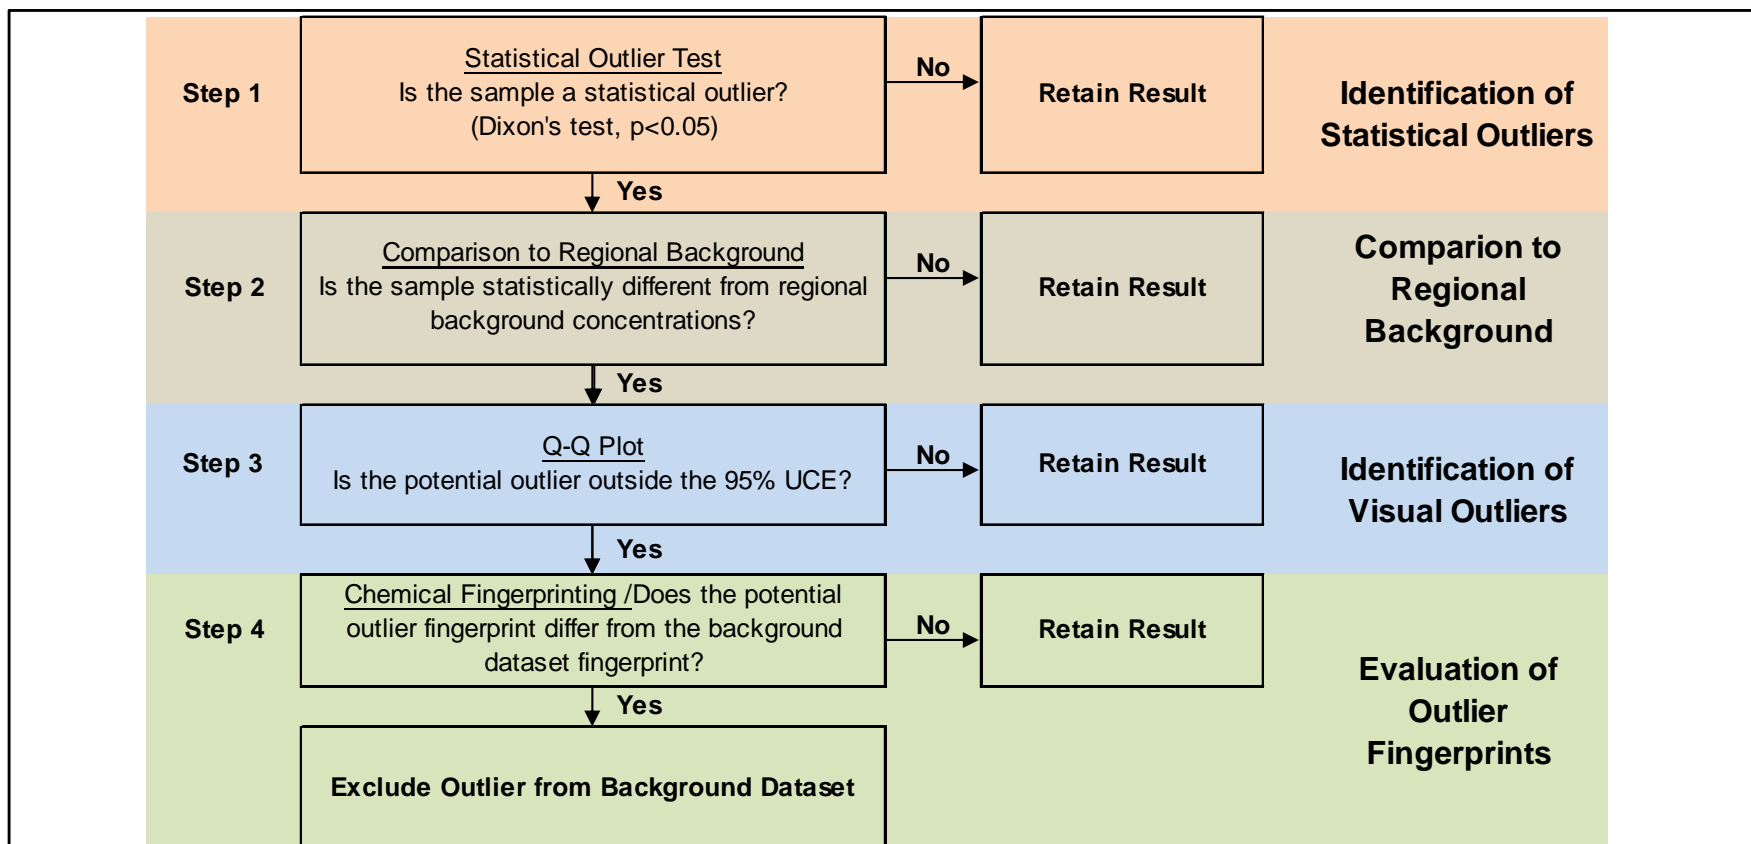 Step 1
Statistical Outlier Test
Is the sample a statistical outlier?
(Dixon's test, p<0.05)
No
Retain Result
Identification of
Statistical Outliers
Yes
Step 2
Comparison to Regional Background
Is the sample statistically different from regional
background concentrations?
No
Retain Result
Comparion to
Regional
Background
Yes
Step 3
Q-Q Plot
Is the potential outlier outside the 95% UCE?
No
Retain Result
Identification of
Visual Outliers
Yes
Step 4
Chemical Fingerprinting /Does the potential
outlier fingerprint differ from the background
dataset fingerprint?
No
Retain Result
Evaluation of
Outlier
Fingerprints
Yes
Exclude Outlier from Background Dataset